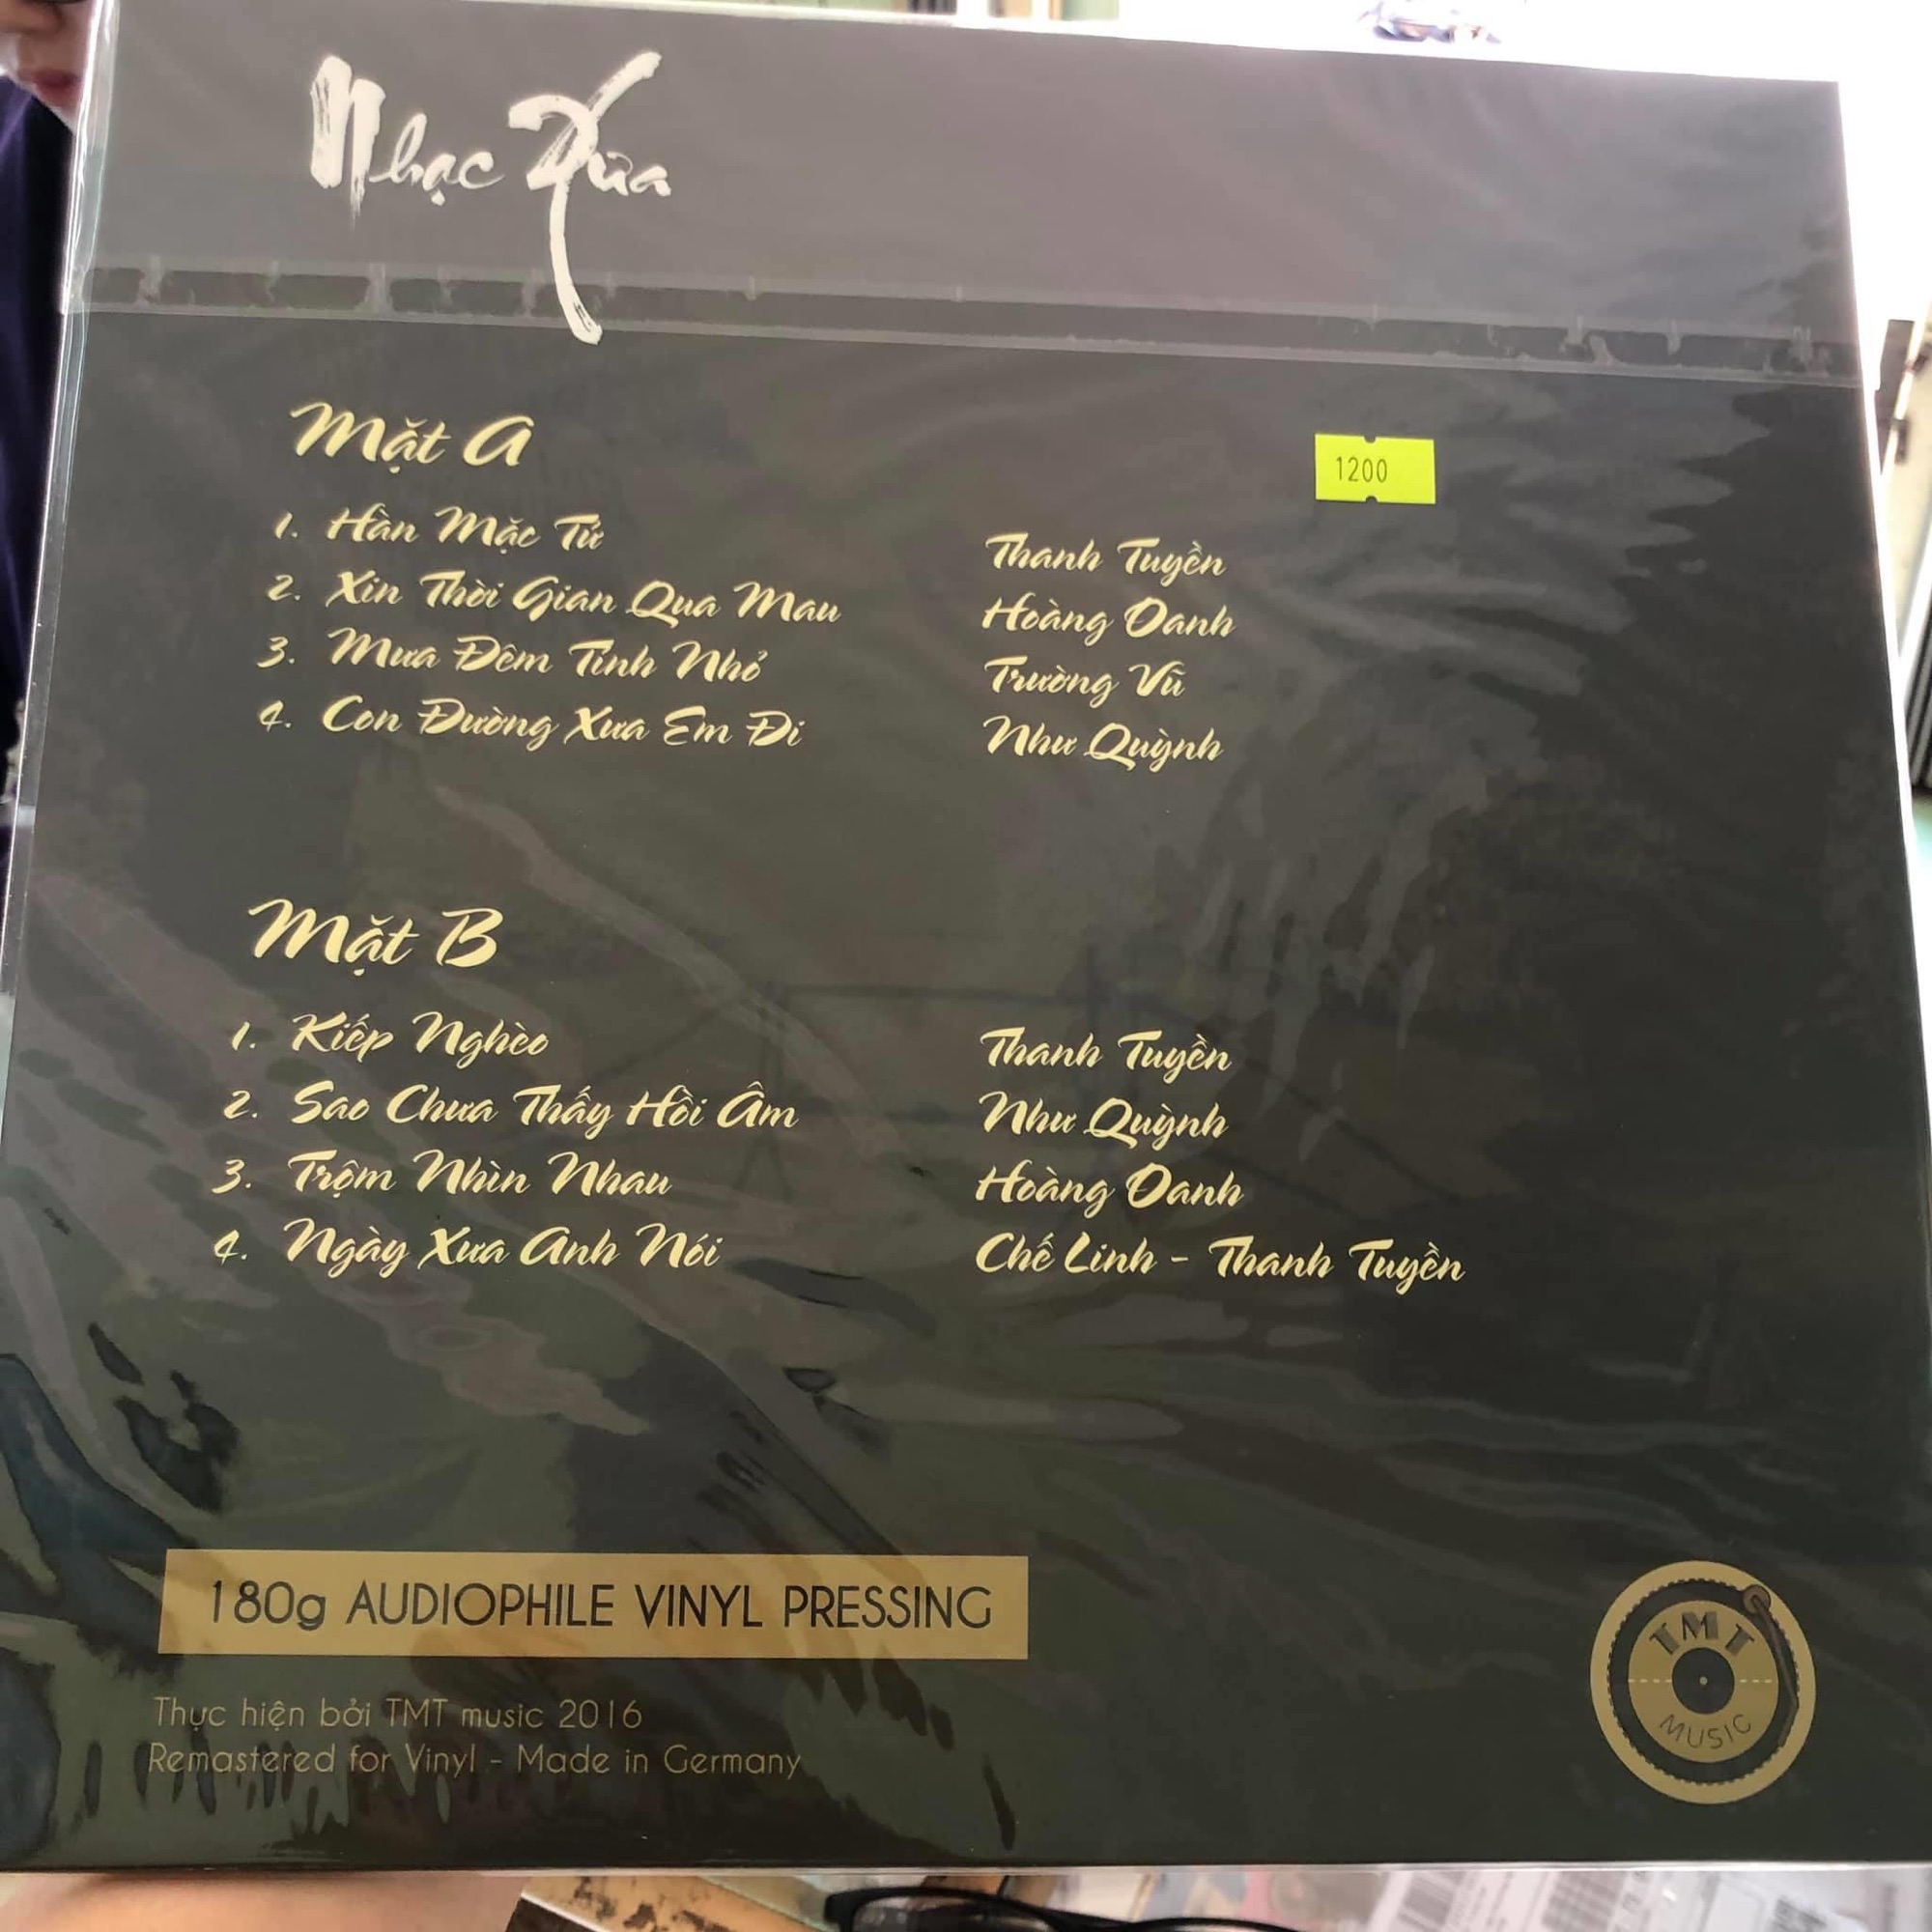 Nhạc Xưa
Mặt A
1200
1. Hàn Mặc Tử Thanh Tuyền
2. Xin Thời Gian Qua Mau Hoàng Oanh
3. Mưa Đêm Tỉnh Nhỏ Trường Vũ
4. Con Đường Xưa Em Đi Như Quỳnh
Mặt B
1. Kiếp Nghèo Thanh Tuyền
2. Sao Chưa Thấy Hồi Âm Như Quỳnh
3. Trộm Nhìn Nhau Hoàng Oanh
4. Ngày Xưa Anh Nói Chế Linh - Thanh Tuyền
180g AUDIOPHILE VINYL PRESSING
Thực hiện bởi TMT music 2016
Remastered for Vinyl - Made in Germany
TMT
MUSIC